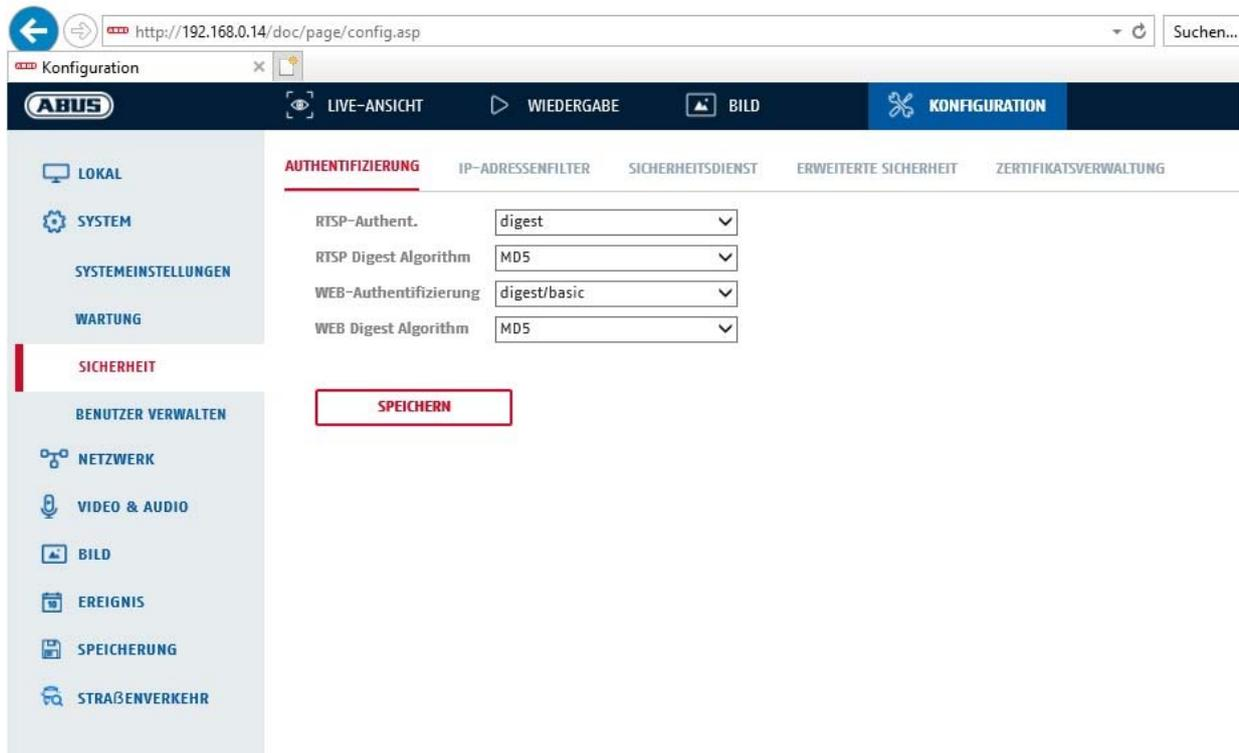 http://192.168.0.14/doc/page/config.asp
Suchen...
Konfiguration
ABUS
LIVE-ANSICHT
WIEDERGABE
BILD
KONFIGURATION
LOKAL
SYSTEM
SYSTEMEINSTELLUNGEN
WARTUNG
SICHERHEIT
BENUTZER VERWALTEN
NETZWERK
VIDEO & AUDIO
BILD
EREIGNIS
SPEICHERUNG
STRAßENVERKEHR
AUTHENTIFIZIERUNG
IP-ADRESSENFILTER
SICHERHEITSDIENST
ERWEITERTE SICHERHEIT
ZERTIFIKATSVERWALTUNG
RTSP-Authent. digest
RTSP Digest Algorithm MD5
WEB-Authentifizierung digest/basic
WEB Digest Algorithm MD5
SPEICHERN